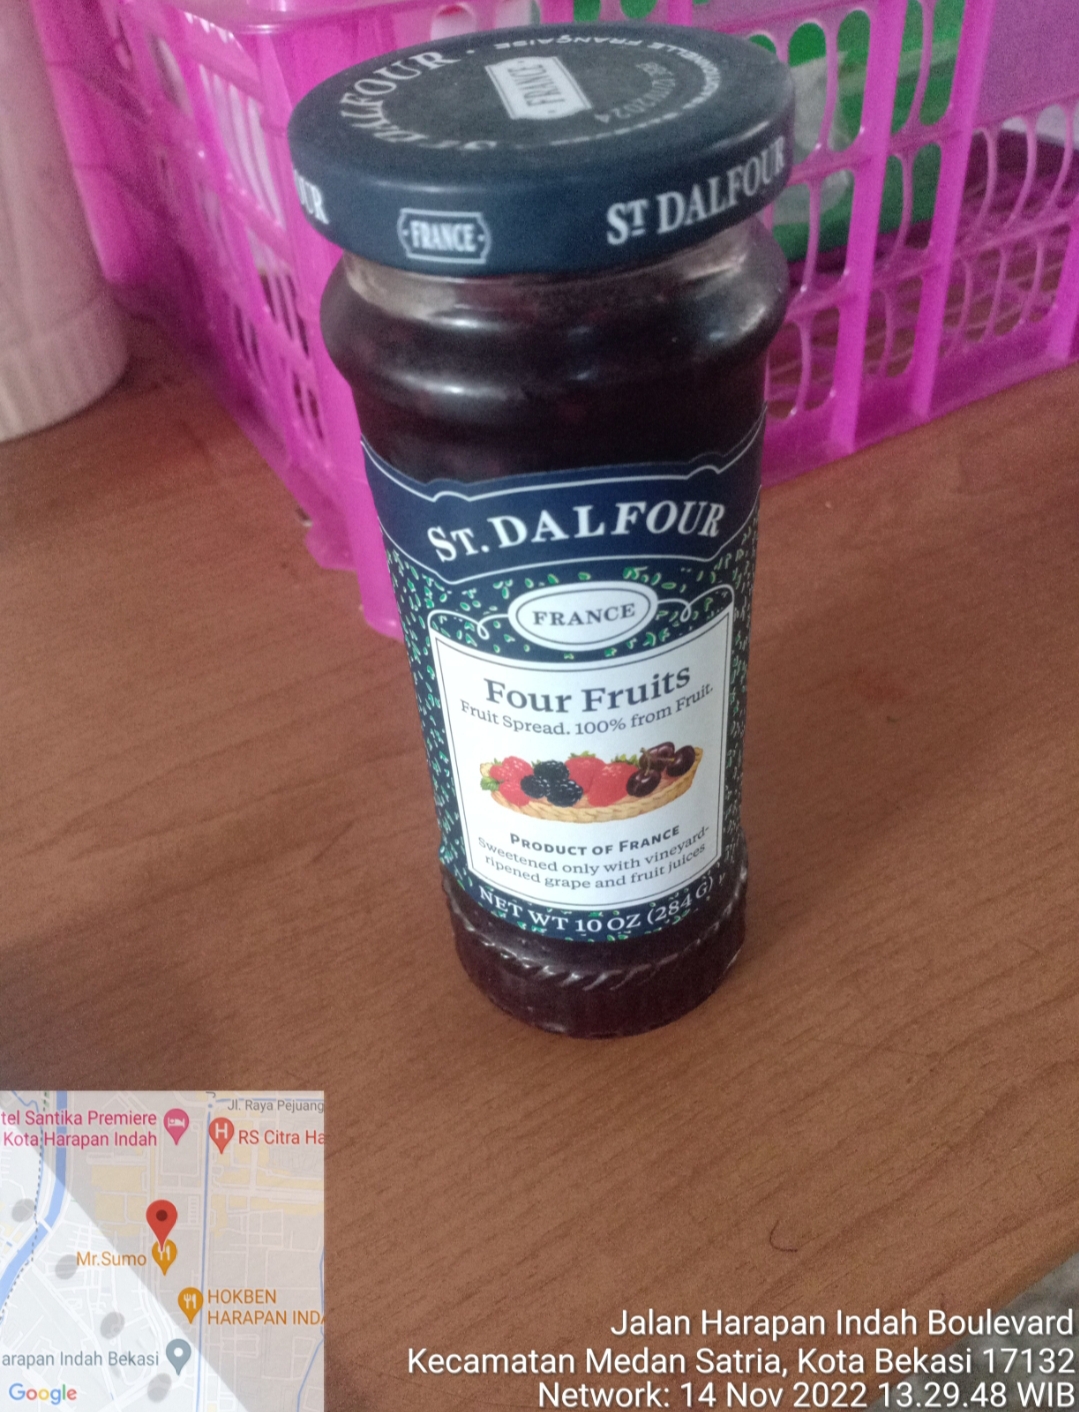 ST DALFOUR
FRANCE
FRANCE
ST DALFOUR
ST. DALFOUR
FRANCE
Four Fruits
Fruit Spread. 100% from Fruit.
PRODUCT OF FRANCE
Sweetened only with vineyard-
ripened grape and fruit juices
NET WT 10 OZ (284 G)
Jl. Raya Pejuang
tel Santika Premiere
Kota Harapan Indah
RS Citra Ha
Mr.Sumo
HOKBEN
HARAPAN IND
arapan Indah Bekasi
Google
Jalan Harapan Indah Boulevard
Kecamatan Medan Satria, Kota Bekasi 17132
Network: 14 Nov 2022 13.29.48 WIB